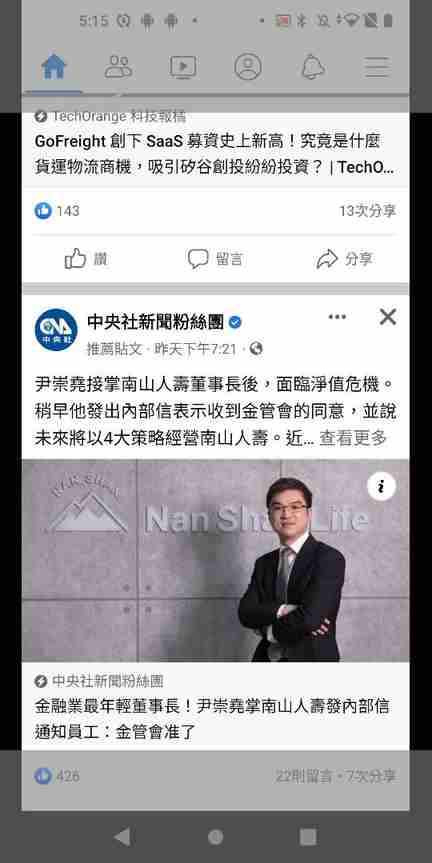 5:15
TechOrange 科技報橘
GoFreight 創下 SaaS 募資史上新高！究竟是什麼
貨運物流商機，吸引矽谷創投紛紛投資？ | TechO...
143
13次分享
讚
留言
分享
CNA
中央社
中央社新聞粉絲團
推薦貼文 · 昨天下午7:21 ·
尹崇堯接掌南山人壽董事長後，面臨淨值危機。
稍早他發出內部信表示收到金管會的同意，並說
未來將以4大策略經營南山人壽。近... 查看更多
NAN SHAN
Nan Shan Life
i
中央社新聞粉絲團
金融業最年輕董事長！尹崇堯掌南山人壽發內部信
通知員工：金管會准了
426
22則留言 · 7次分享